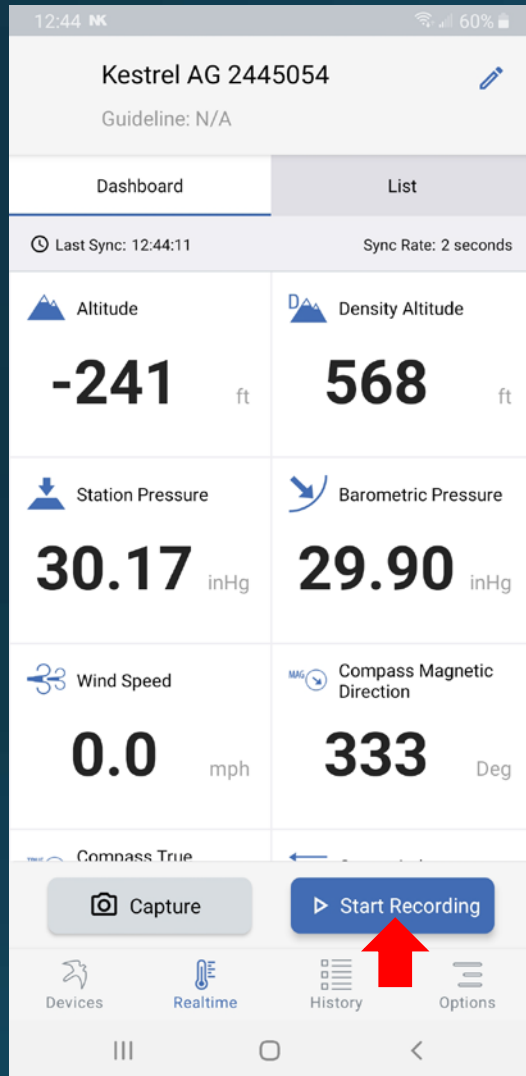 12:44 NK 60%
Kestrel AG 2445054
Guideline: N/A
Dashboard List
Last Sync: 12:44:11 Sync Rate: 2 seconds
Altitude
-241 ft
D Density Altitude
568 ft
Station Pressure
30.17 inHg
Barometric Pressure
29.90 inHg
Wind Speed
0.0 mph
MAG Compass Magnetic
Direction
333 Deg
Compass True
Capture Start Recording
Devices Realtime History Options